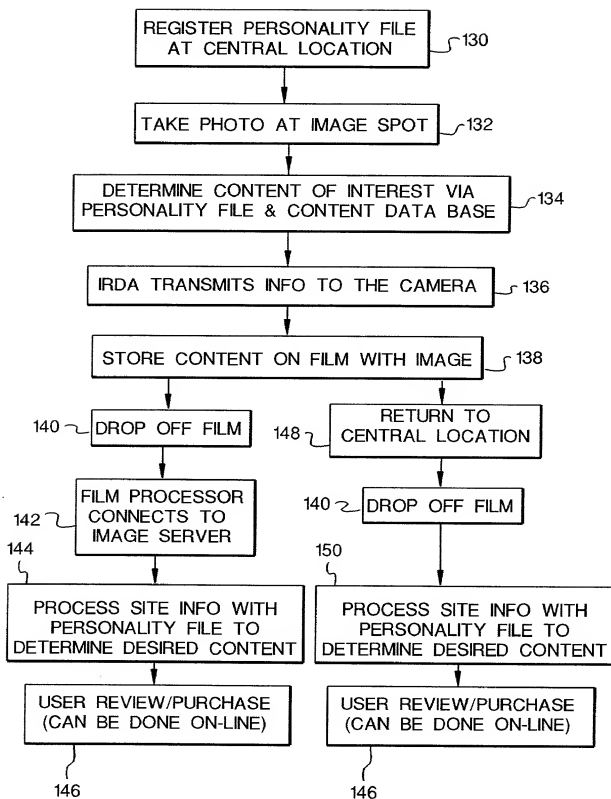 REGISTER PERSONALITY FILE
AT CENTRAL LOCATION
130
TAKE PHOTO AT IMAGE SPOT
132
DETERMINE CONTENT OF INTEREST VIA
PERSONALITY FILE & CONTENT DATA BASE
134
IRDA TRANSMITS INFO TO THE CAMERA
136
STORE CONTENT ON FILM WITH IMAGE
138
140
DROP OFF FILM
142
FILM PROCESSOR
CONNECTS TO
IMAGE SERVER
144
PROCESS SITE INFO WITH
PERSONALITY FILE TO
DETERMINE DESIRED CONTENT
USER REVIEW/PURCHASE
(CAN BE DONE ON-LINE)
146
148
RETURN TO
CENTRAL LOCATION
140
DROP OFF FILM
150
PROCESS SITE INFO WITH
PERSONALITY FILE TO
DETERMINE DESIRED CONTENT
USER REVIEW/PURCHASE
(CAN BE DONE ON-LINE)
146